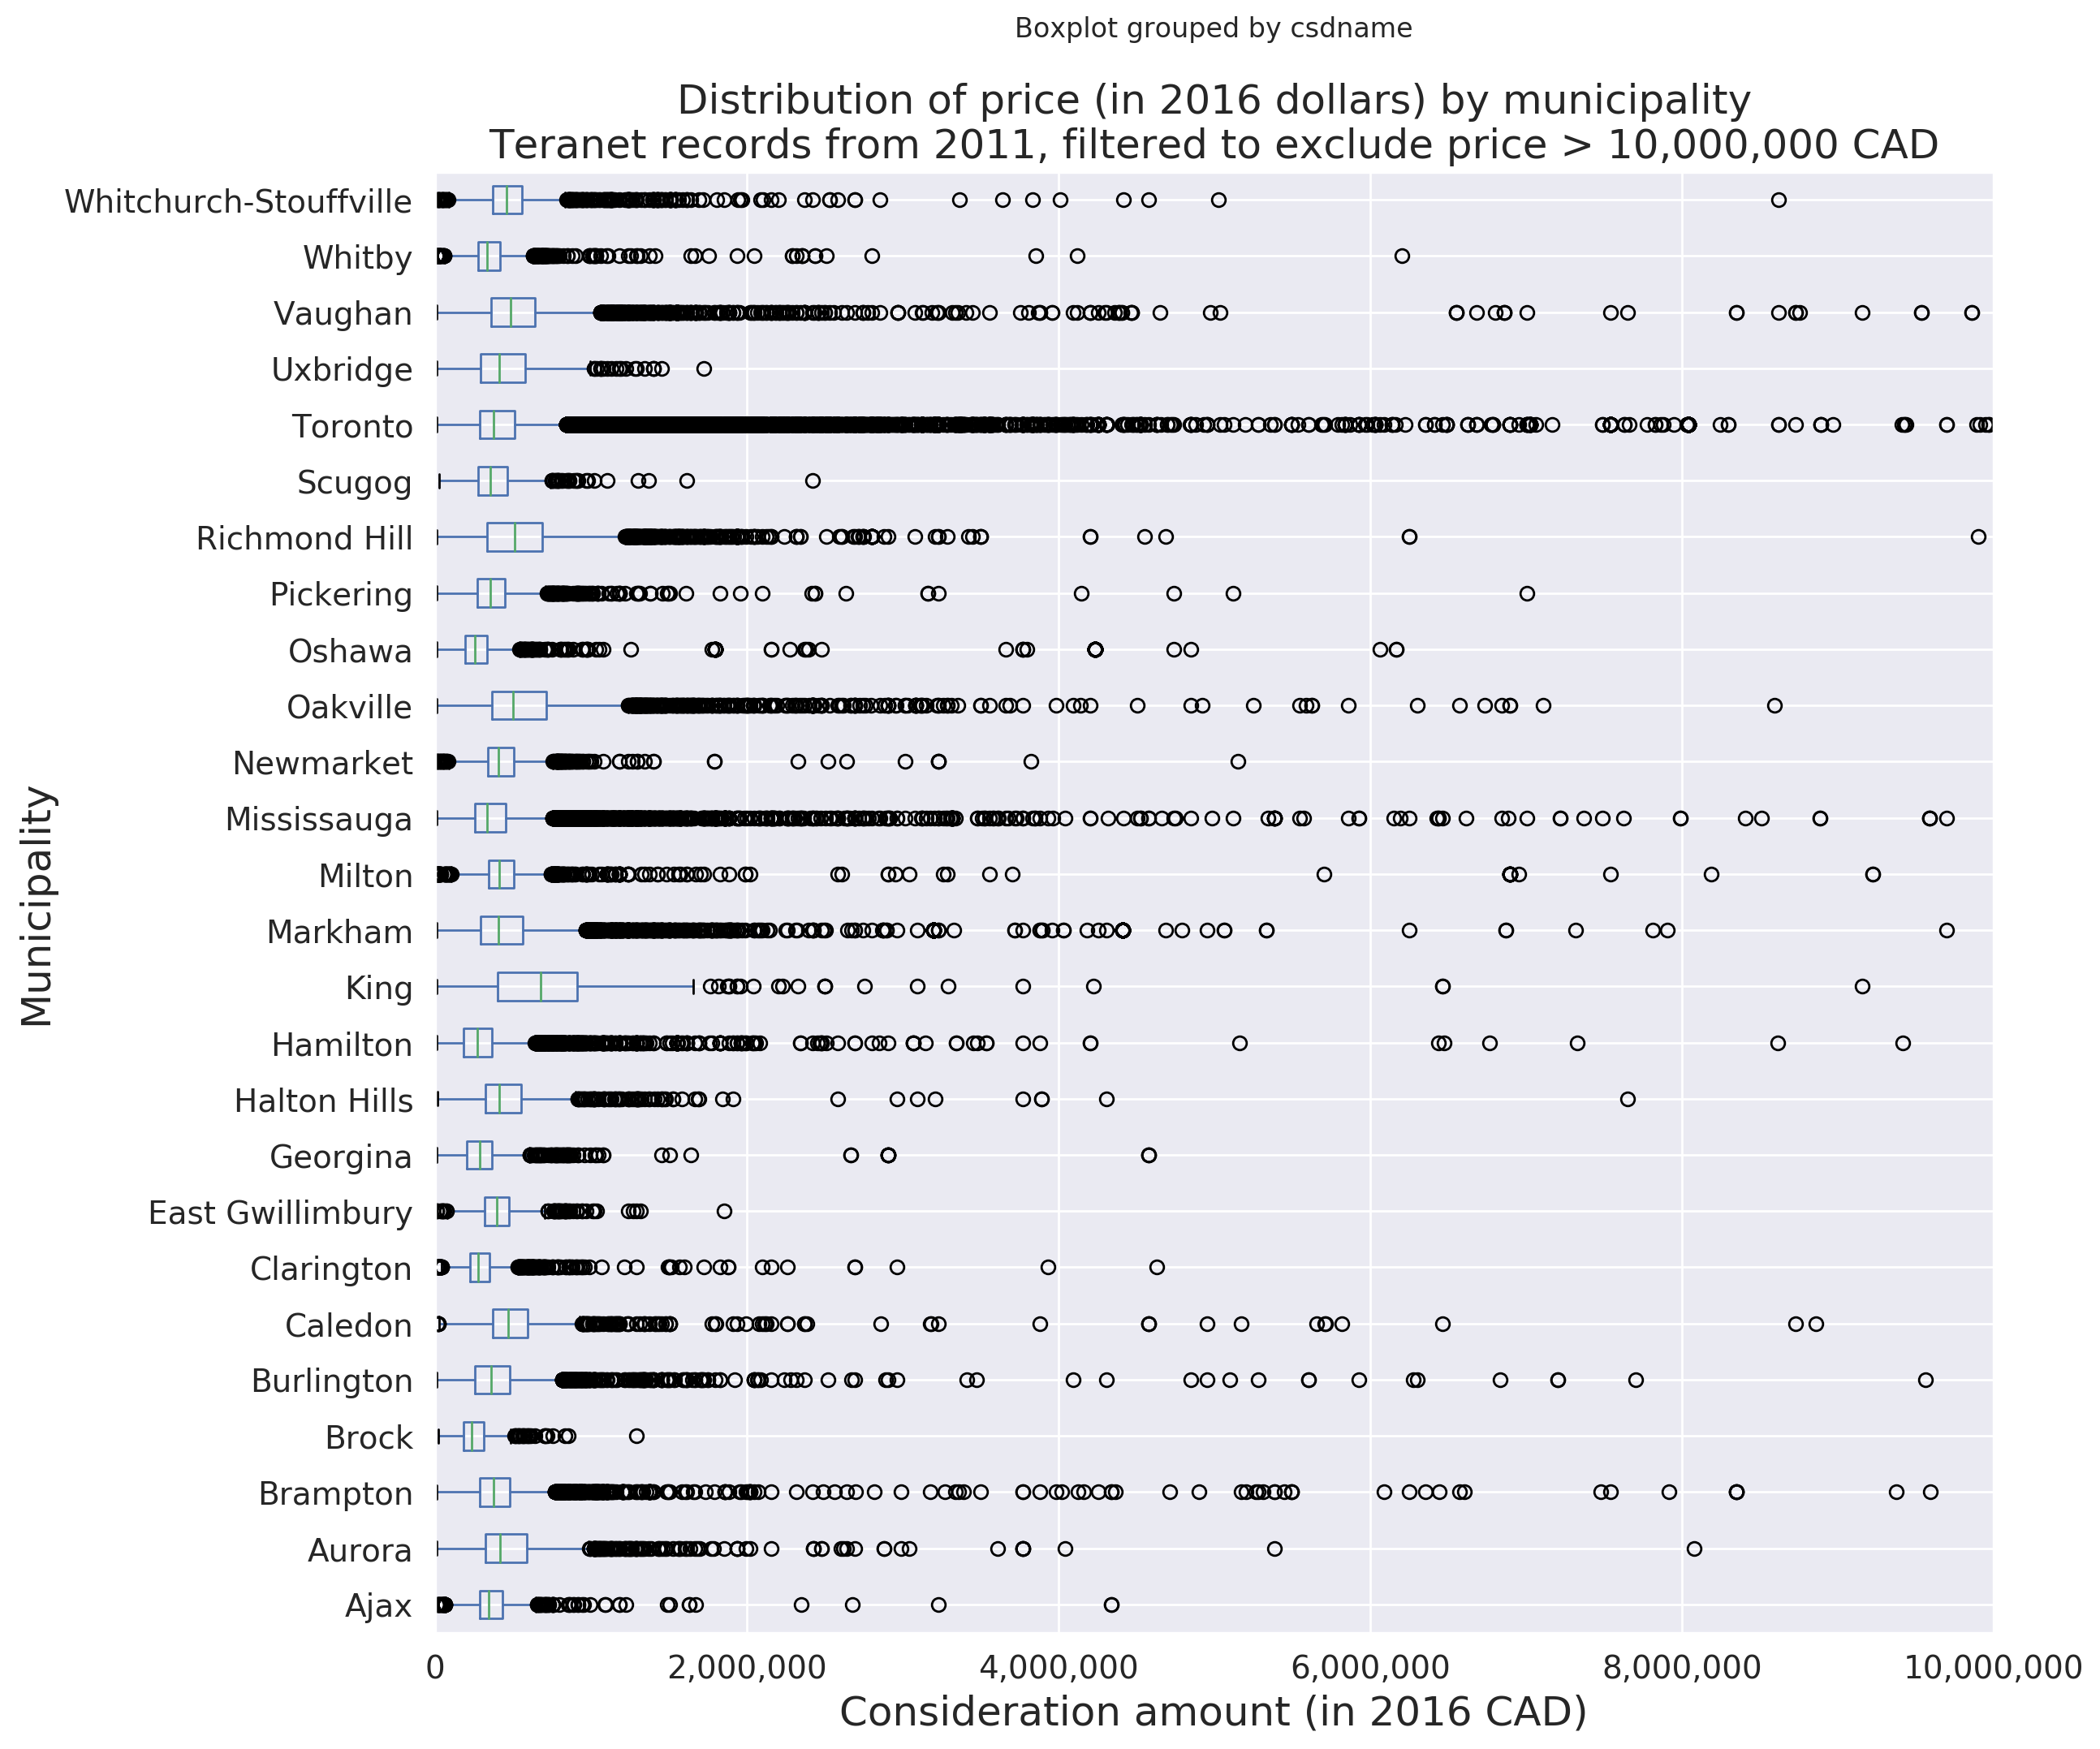 Boxplot grouped by csdname
Distribution of price (in 2016 dollars) by municipality
Teranet records from 2011, filtered to exclude price > 10,000,000 CAD
Municipality
Whitchurch-Stouffville
Whitby
Vaughan
Uxbridge
Toronto
Scugog
Richmond Hill
Pickering
Oshawa
Oakville
Newmarket
Mississauga
Milton
Markham
King
Hamilton
Halton Hills
Georgina
East Gwillimbury
Clarington
Caledon
Burlington
Brock
Brampton
Aurora
Ajax
0 2,000,000 4,000,000 6,000,000 8,000,000 10,000,000
Consideration amount (in 2016 CAD)